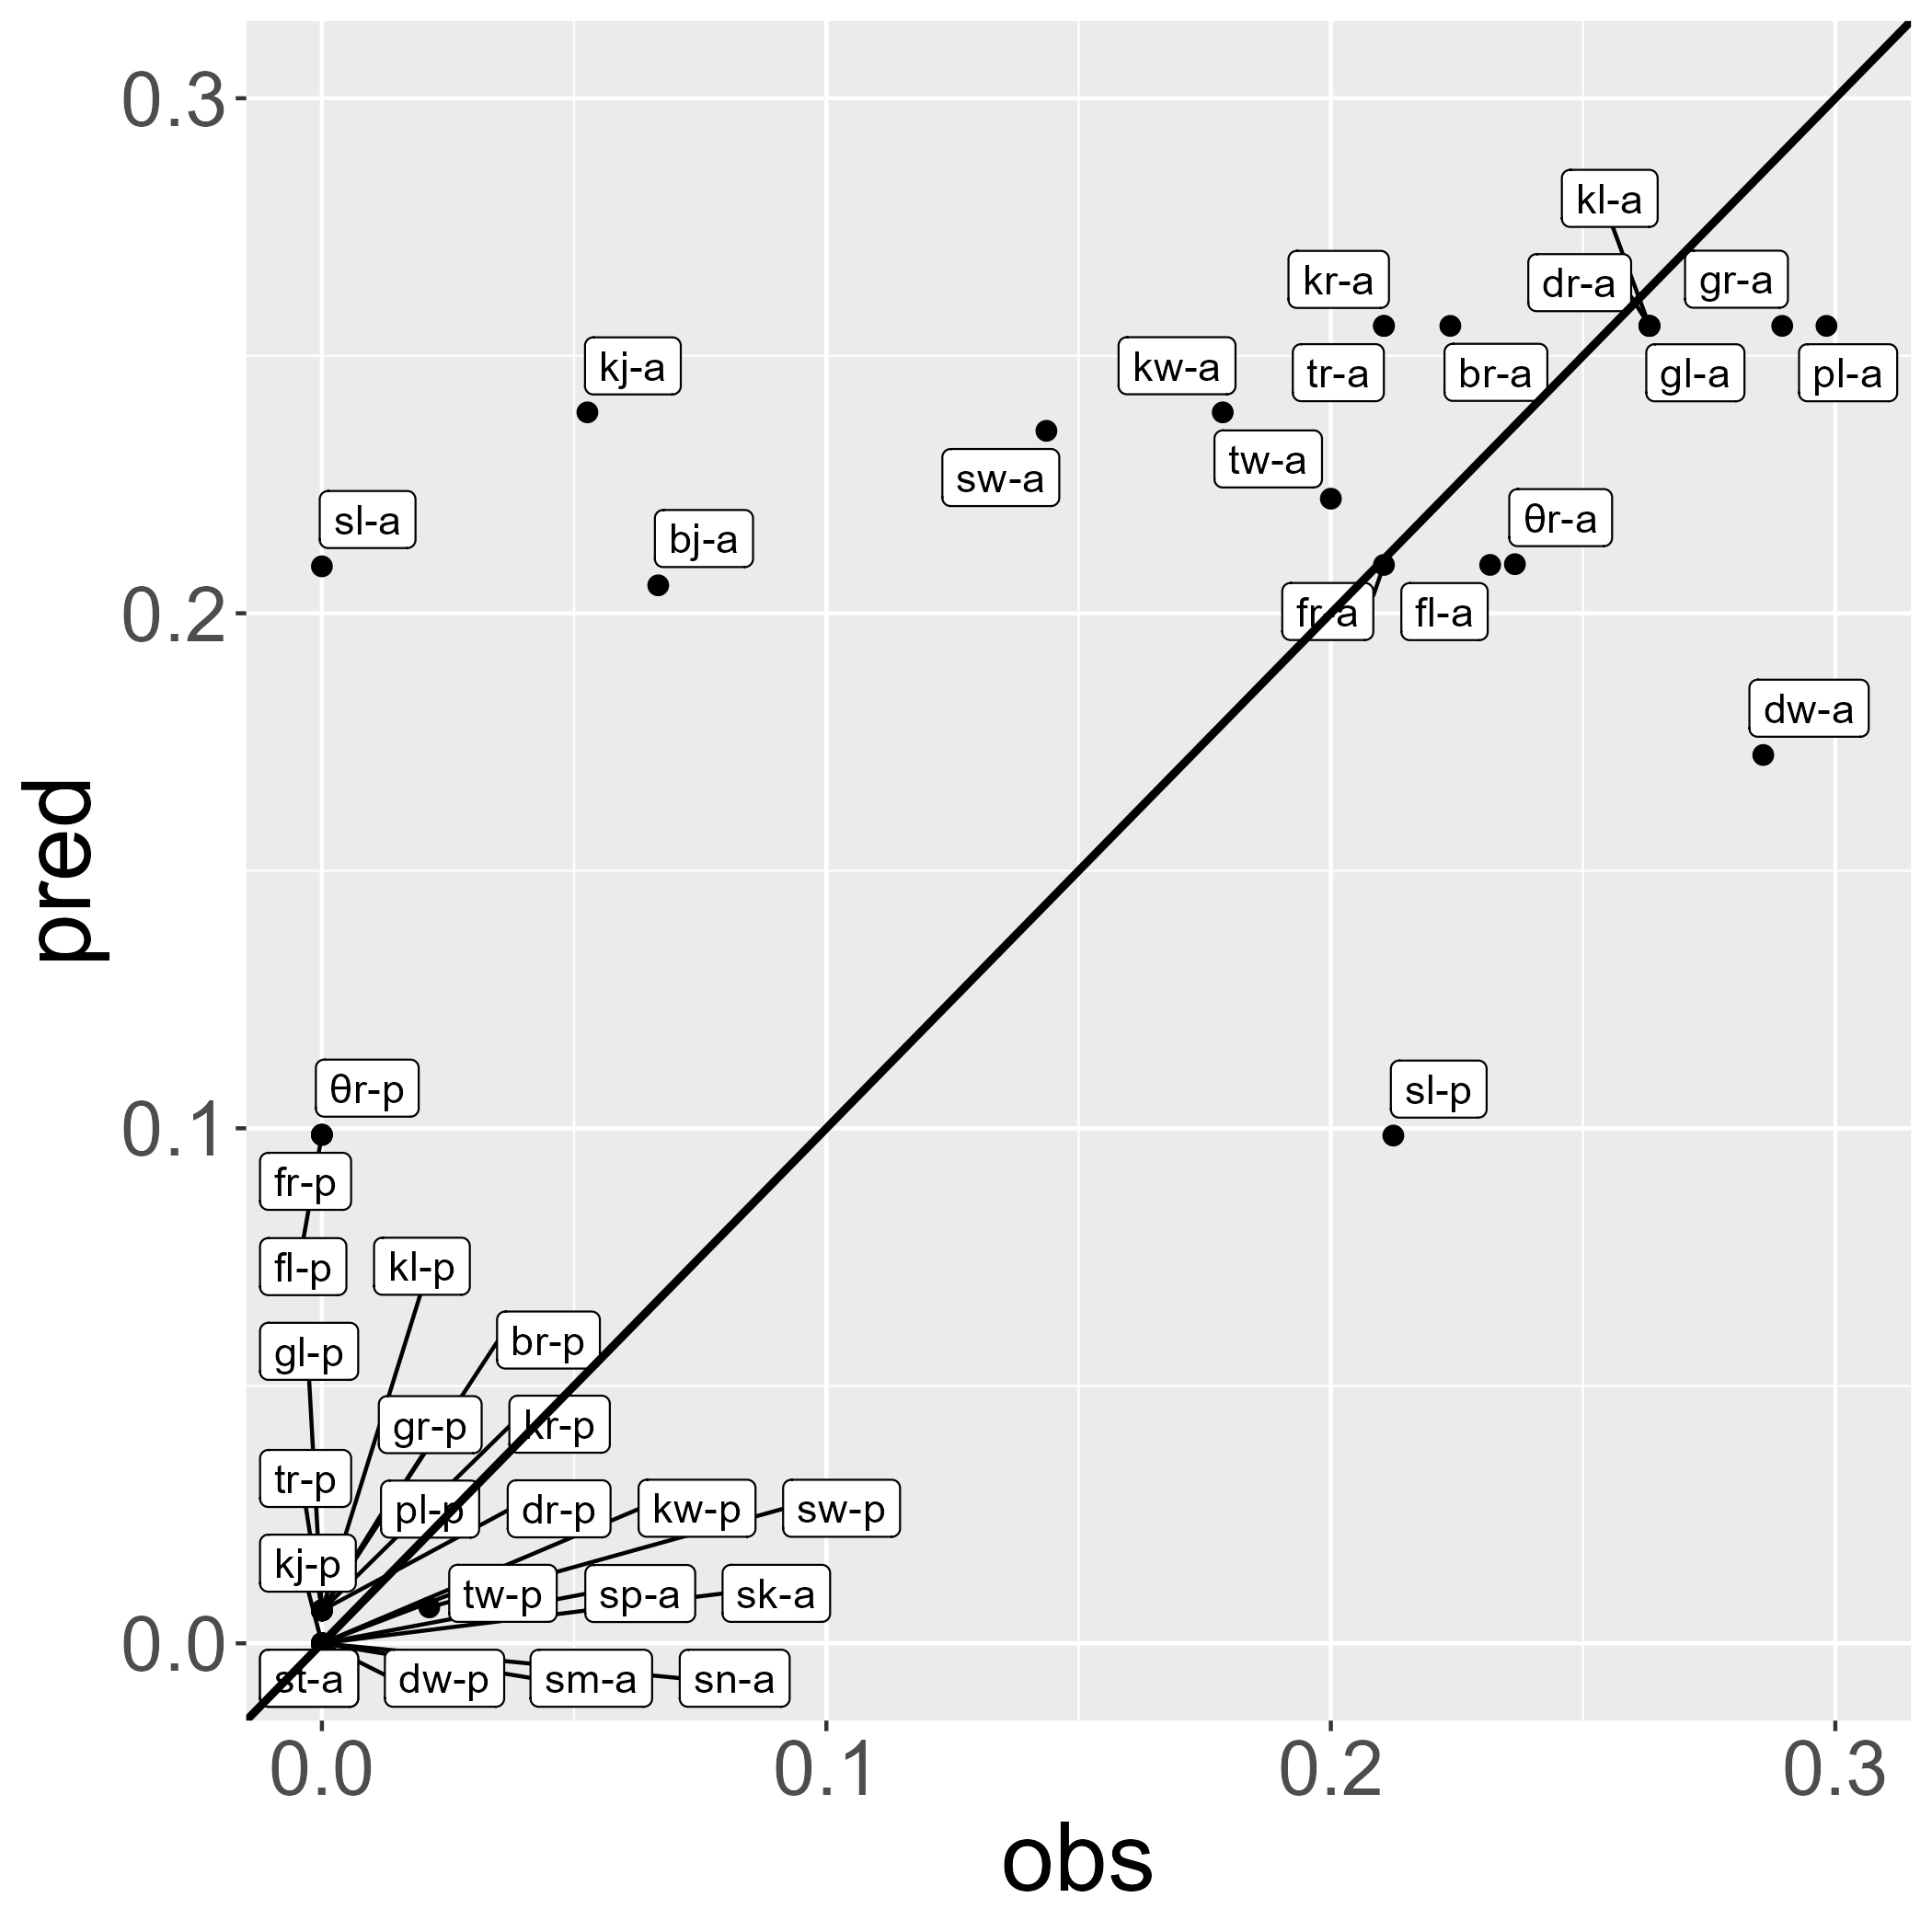 0.3
kl-a
kr-a
dr-a
gr-a
kj-a
kw-a
tr-a
br-a
gl-a
pl-a
sw-a
tw-a
sl-a
bj-a
θr-a
0.2
fr-a
fl-a
dw-a
pred
θr-p
sl-p
0.1
fr-p
fl-p
kl-p
gl-p
br-p
gr-p
kr-p
tr-p
pl-p
dr-p
kw-p
sw-p
kj-p
tw-p
sp-a
sk-a
0.0
st-a
dw-p
sm-a
sn-a
0.0 0.1 0.2 0.3
obs